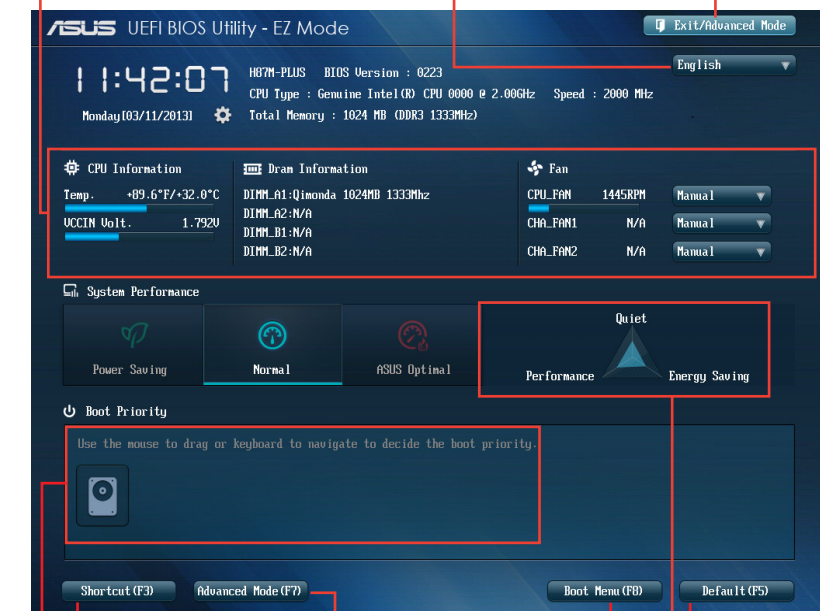 ASUS UEFI BIOS Utility - EZ Mode
Exit/Advanced Mode
English
11:42:07
Monday[03/11/2013]
H87M-PLUS BIOS Version : 0223
CPU Type : Genuine Intel(R) CPU 0000 @ 2.00GHz Speed : 2000 MHz
Total Memory : 1024 MB (DDR3 1333MHz)
CPU Information
Temp. +89.6°F/+32.0°C
VCCIN Volt. 1.792V
Dram Information
DIMM_A1:Qimonda 1024MB 1333Mhz
DIMM_A2:N/A
DIMM_B1:N/A
DIMM_B2:N/A
Fan
CPU_FAN 1445RPM Manual
CHA_FAN1 N/A Manual
CHA_FAN2 N/A Manual
System Performance
Power Saving
Normal
ASUS Optimal
Quiet
Performance
Energy Saving
Boot Priority
Use the mouse to drag or keyboard to navigate to decide the boot priority.
Shortcut(F3)
Advanced Mode(F7)
Boot Menu(F8)
Default(F5)